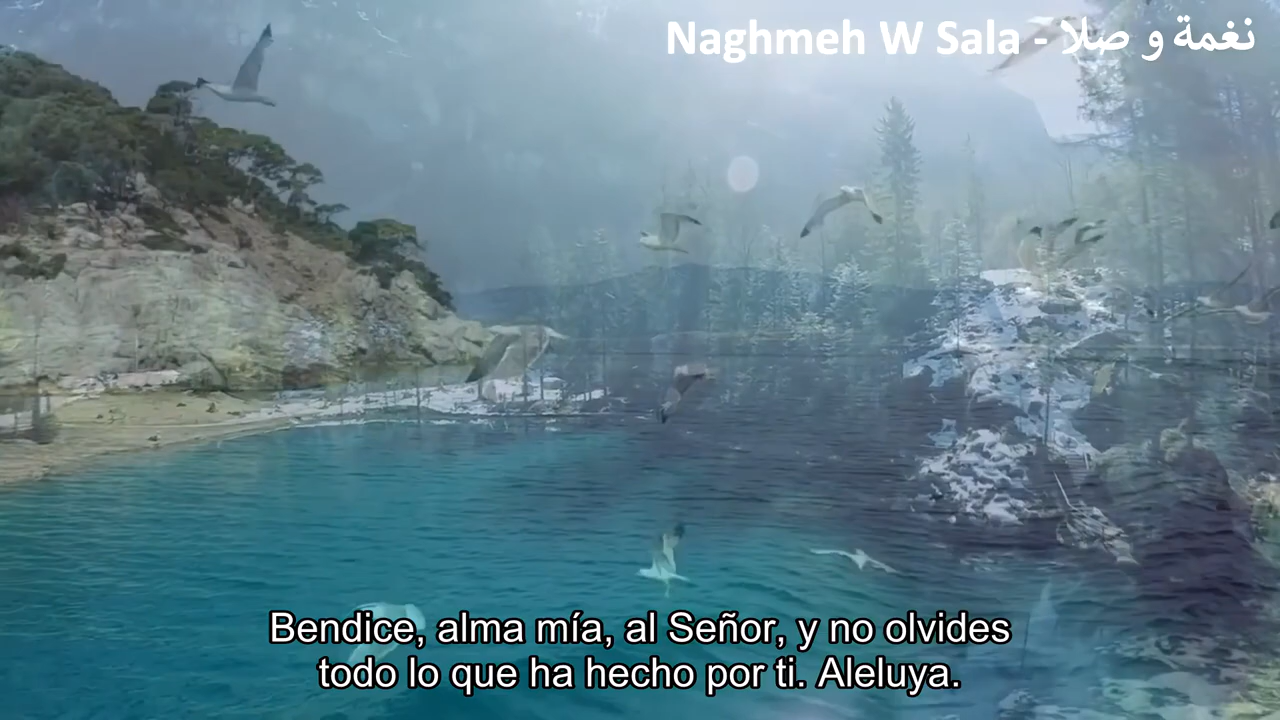 Naghmeh W Sala - نغمة و صلا
Bendice, alma mía, al Señor, y no olvides
todo lo que ha hecho por ti. Aleluya.